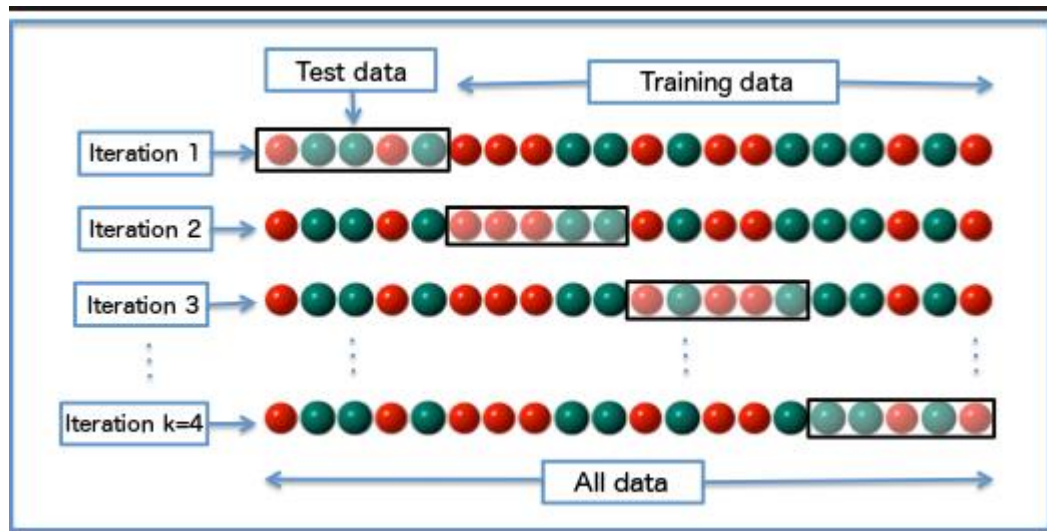 Test data
Training data
Iteration 1
Iteration 2
Iteration 3
Iteration k=4
All data